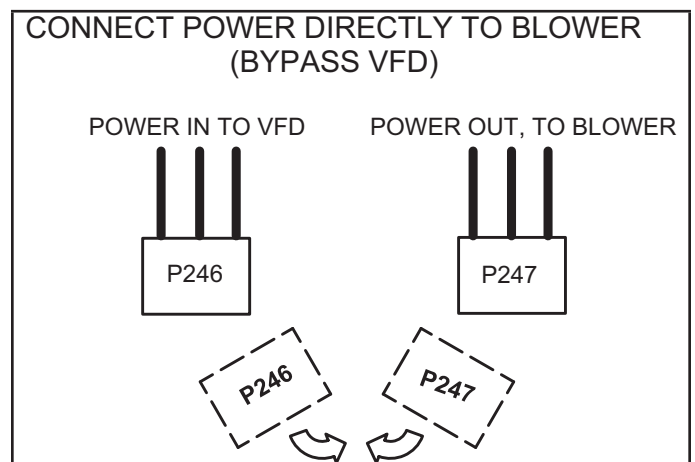 CONNECT POWER DIRECTLY TO BLOWER
(BYPASS VFD)
POWER IN TO VFD
POWER OUT, TO BLOWER
P246
P247
P246
P247